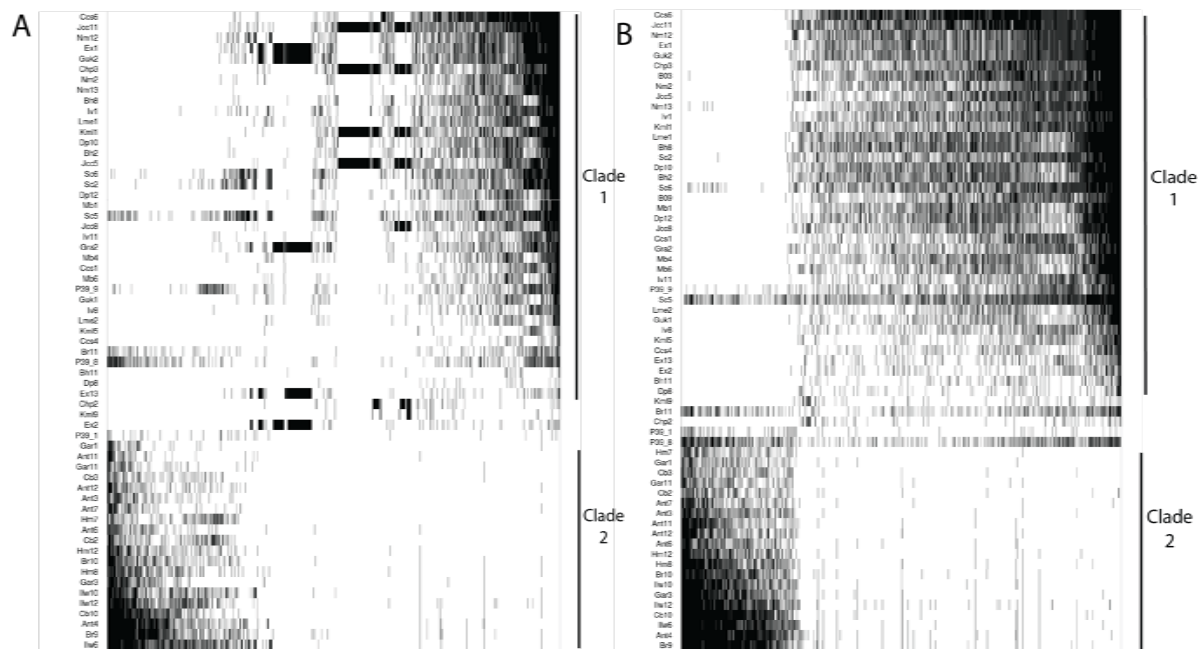 A
Ccs6
Jcc11
Nm12
Ex1
Guk2
Chp3
Nm2
Nm13
Bh8
Iv1
Lme1
Kml1
Dp10
Bh2
Jcc5
Sc6
Sc2
Dp12
Mb1
Sc5
Jcc8
Iv11
Gra2
Mb4
Ccs1
Mb6
P39_9
Guk1
Iv8
Lme2
Kml5
Ccs4
Br11
P39_8
Bh11
Dp8
Ex13
Chp2
Kml9
Ex2
P39_1
Gar1
Ant11
Gar11
Cb3
Ant12
Ant3
Ant7
Hm7
Ant6
Cb2
Hm12
Br10
Hm8
Gar3
Ilw10
Ilw12
Cb10
Ant4
Br9
Ilw6
Clade
1
Clade
2
B
Ccs6
Jcc11
Nm12
Ex1
Guk2
Chp3
B03
Nm2
Jcc5
Nm13
Iv1
Kml1
Lme1
Bh8
Sc2
Dp10
Bh2
Sc6
B09
Mb1
Dp12
Jcc8
Ccs1
Gra2
Mb4
Mb6
Iv11
P39_9
Sc5
Lme2
Guk1
Iv8
Kml5
Ccs4
Ex13
Ex2
Bh11
Dp8
Kml9
Br11
Chp2
P39_1
P39_8
Hm7
Gar1
Cb3
Gar11
Cb2
Ant7
Ant3
Ant11
Ant12
Ant6
Hm12
Hm8
Br10
Ilw10
Gar3
Ilw12
Cb10
Ilw6
Ant4
Br9
Clade
1
Clade
2